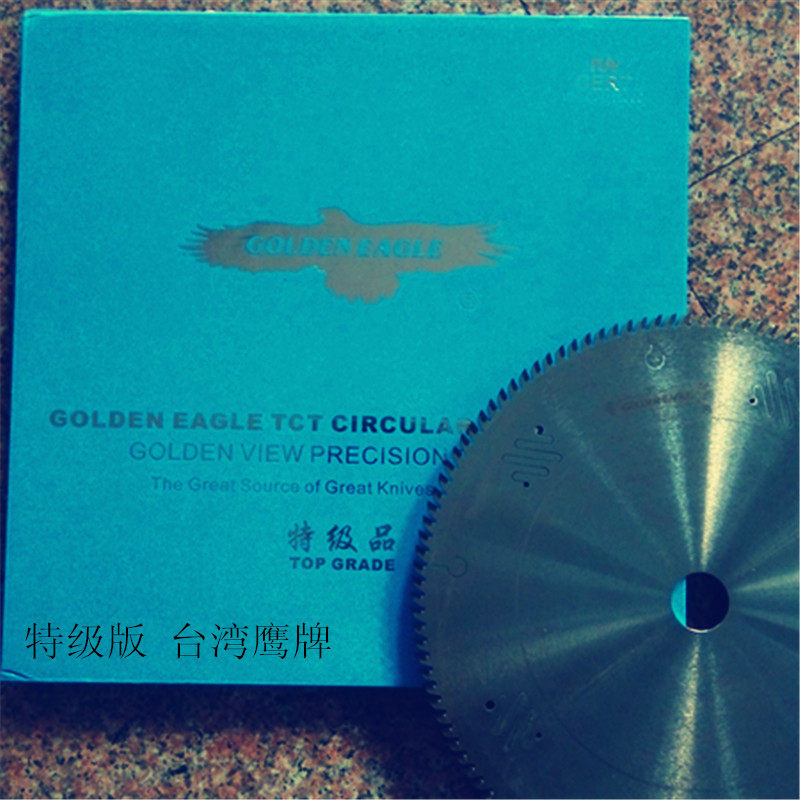 GOLDEN EAGLE
GOLDEN EAGLE TCT CIRCULAR
GOLDEN VIEW PRECISION
The Great Source of Great Knives
特级品
TOP GRADE
特级版 台湾鹰牌